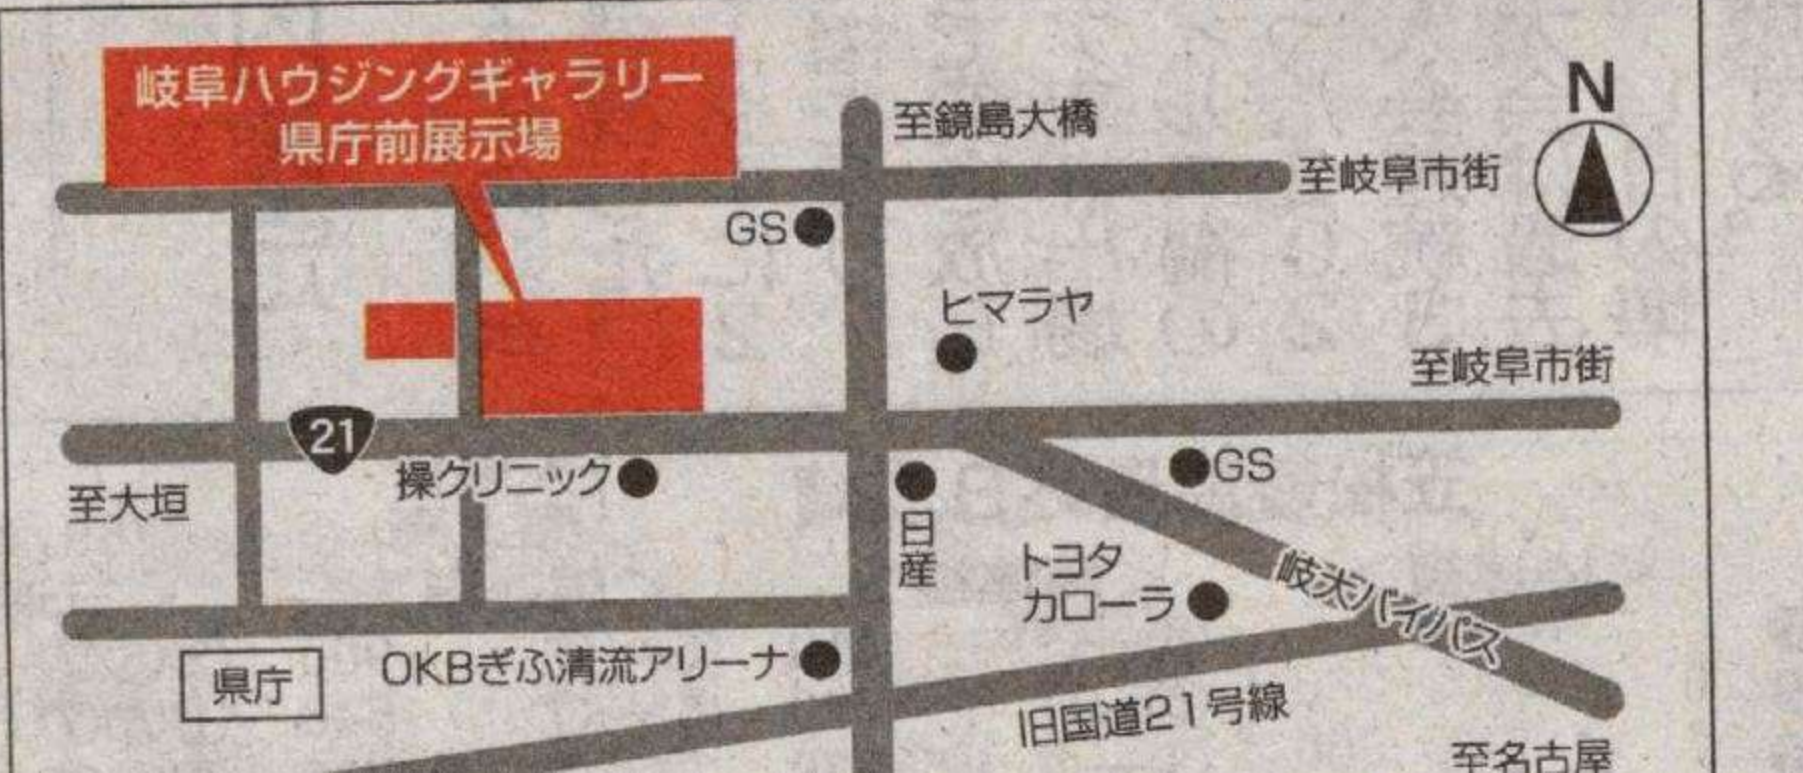 岐阜ハウジングギャラリー
県庁前展示場
至鏡島大橋
N
至岐阜市街
GS
ヒマラヤ
至岐阜市街
21
操クリニック
GS
至大垣
日産
トヨタ
カローラ
岐大バイパス
OKBぎふ清流アリーナ
県庁
旧国道21号線
至名古屋